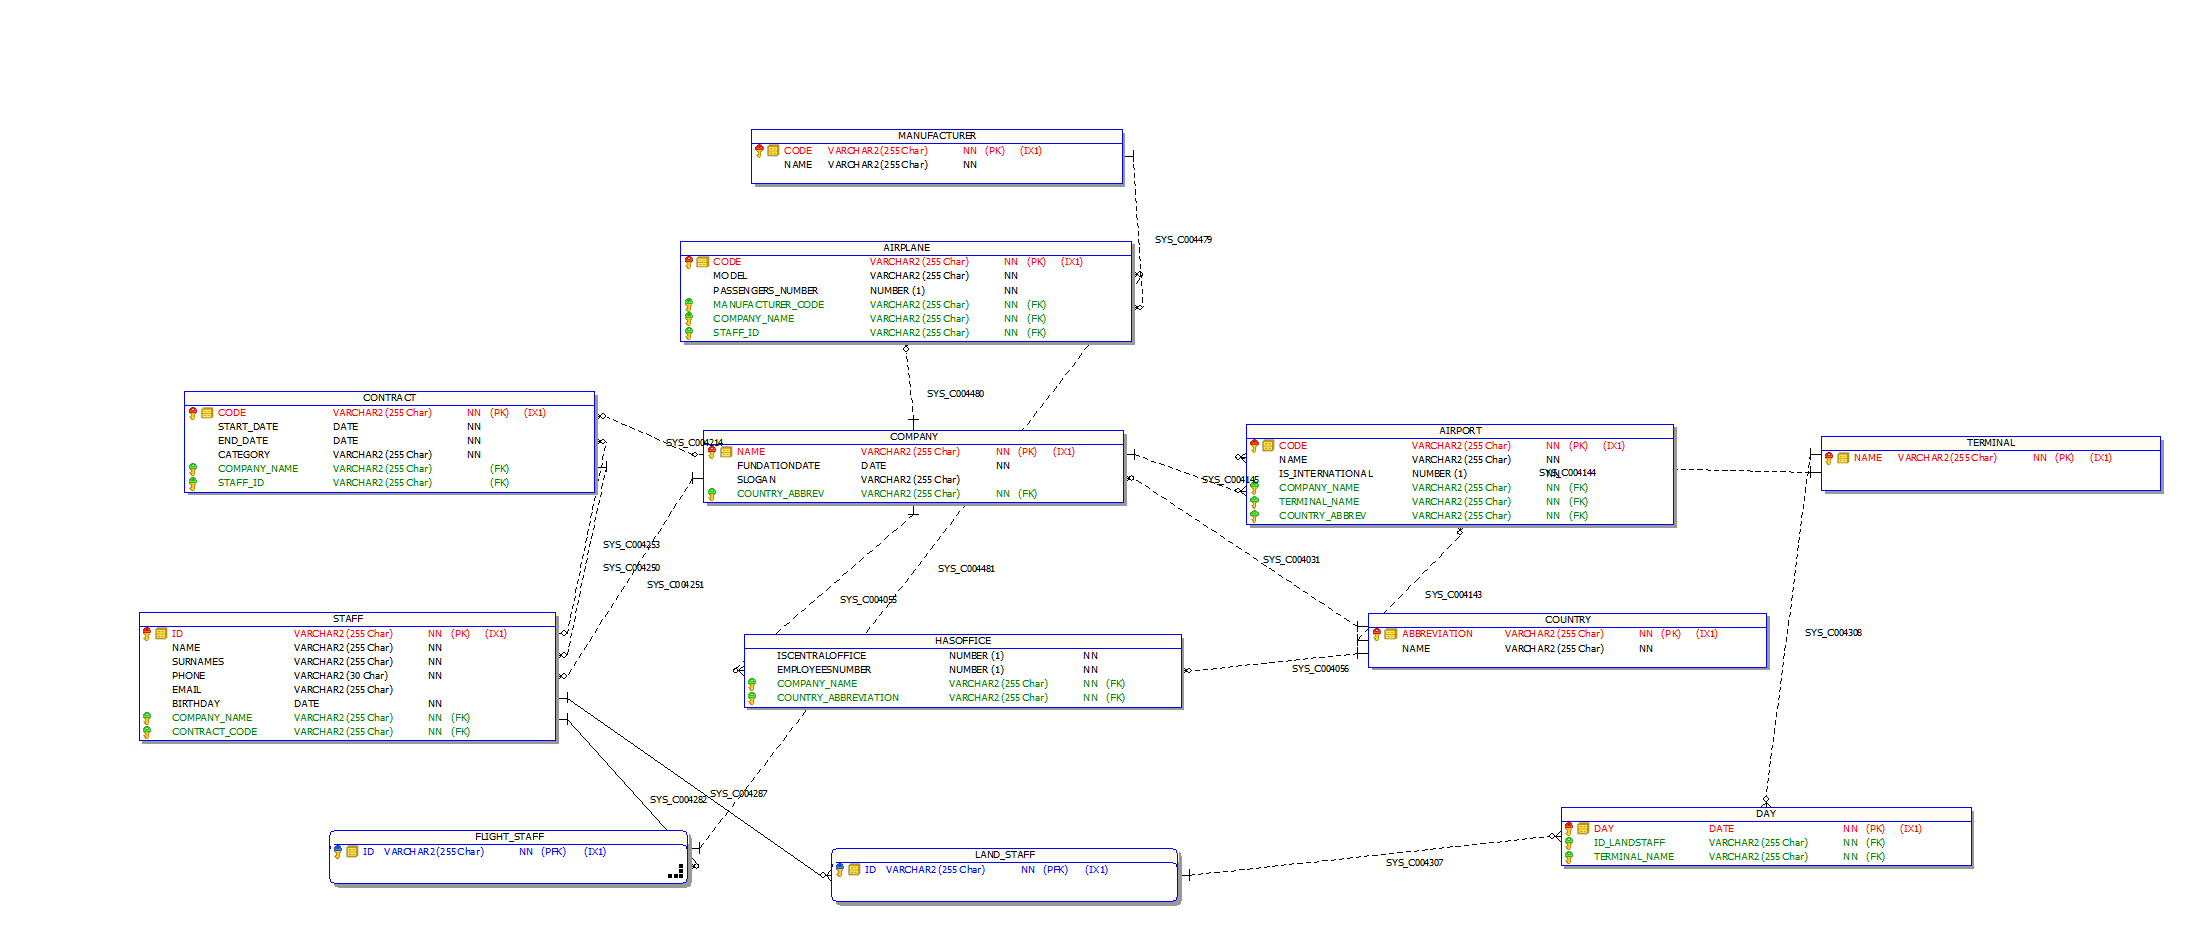 MANUFACTURER
CODE VARCHAR2 (255 Char) NN (PK) (IX1)
NAME VARCHAR2 (255 Char) NN
SYS_C004479
AIRPLANE
CODE VARCHAR2 (255 Char) NN (PK) (IX1)
MODEL VARCHAR2 (255 Char) NN
PASSENGERS_NUMBER NUMBER (1) NN
MANUFACTURER_CODE VARCHAR2 (255 Char) NN (FK)
COMPANY_NAME VARCHAR2 (255 Char) NN (FK)
STAFF_ID VARCHAR2 (255 Char) NN (FK)
SYS_C004480
CONTRACT
CODE VARCHAR2 (255 Char) NN (PK) (IX1)
START_DATE DATE NN
END_DATE DATE NN
CATEGORY VARCHAR2 (255 Char) NN
COMPANY_NAME VARCHAR2 (255 Char) (FK)
STAFF_ID VARCHAR2 (255 Char) (FK)
SYS_C004214
COMPANY
NAME VARCHAR2 (255 Char) NN (PK) (IX1)
FUNDATIONDATE DATE NN
SLOGAN VARCHAR2 (255 Char)
COUNTRY_ABBREV VARCHAR2 (255 Char) NN (FK)
SYS_C004145
AIRPORT
CODE VARCHAR2 (255 Char) NN (PK) (IX1)
NAME VARCHAR2 (255 Char) NN
IS_INTERNATIONAL NUMBER (1) NN
COMPANY_NAME VARCHAR2 (255 Char) NN (FK)
TERMINAL_NAME VARCHAR2 (255 Char) NN (FK)
COUNTRY_ABBREV VARCHAR2 (255 Char) NN (FK)
SYS_C004144
TERMINAL
NAME VARCHAR2 (255 Char) NN (PK) (IX1)
SYS_C004253
SYS_C004250
SYS_C004251
SYS_C004481
SYS_C004055
SYS_C004031
SYS_C004143
SYS_C004308
STAFF
ID VARCHAR2 (255 Char) NN (PK) (IX1)
NAME VARCHAR2 (255 Char) NN
SURNAMES VARCHAR2 (255 Char) NN
PHONE VARCHAR2 (30 Char) NN
EMAIL VARCHAR2 (255 Char)
BIRTHDAY DATE NN
COMPANY_NAME VARCHAR2 (255 Char) NN (FK)
CONTRACT_CODE VARCHAR2 (255 Char) NN (FK)
HASOFFICE
ISCENTRALOFFICE NUMBER (1) NN
EMPLOYEESNUMBER NUMBER (1) NN
COMPANY_NAME VARCHAR2 (255 Char) NN (FK)
COUNTRY_ABBREVIATION VARCHAR2 (255 Char) NN (FK)
SYS_C004056
COUNTRY
ABBREVIATION VARCHAR2 (255 Char) NN (PK) (IX1)
NAME VARCHAR2 (255 Char) NN
SYS_C004282
SYS_C004287
FLIGHT_STAFF
ID VARCHAR2 (255 Char) NN (PFK) (IX1)
LAND_STAFF
ID VARCHAR2 (255 Char) NN (PFK) (IX1)
SYS_C004307
DAY
DAY DATE NN (PK) (IX1)
ID_LANDSTAFF VARCHAR2 (255 Char) NN (FK)
TERMINAL_NAME VARCHAR2 (255 Char) NN (FK)